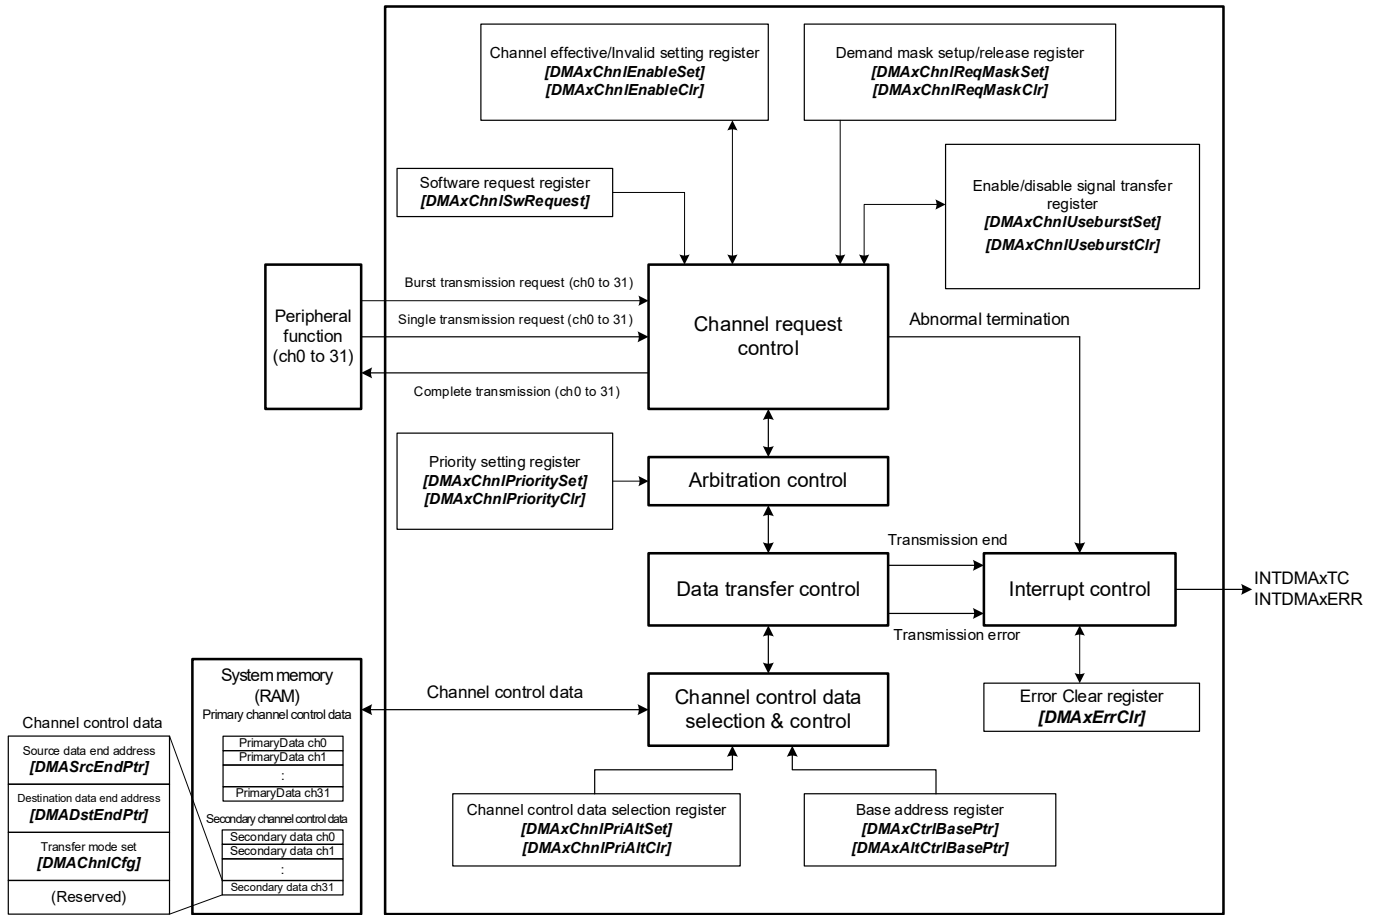 Channel effective/Invalid setting register
[DMAxChnlEnableSet]
[DMAxChnlEnableClr]
Demand mask setup/release register
[DMAxChnlReqMaskSet]
[DMAxChnlReqMaskClr]
Software request register
[DMAxChnlSwRequest]
Enable/disable signal transfer
register
[DMAxChnlUseburstSet]
[DMAxChnlUseburstClr]
Peripheral
function
(ch0 to 31)
Burst transmission request (ch0 to 31)
Single transmission request (ch0 to 31)
Complete transmission (ch0 to 31)
Channel request
control
Abnormal termination
Priority setting register
[DMAxChnlPrioritySet]
[DMAxChnlPriorityClr]
Arbitration control
Data transfer control
Transmission end
Transmission error
Interrupt control
INTDMAxTC
INTDMAxERR
Error Clear register
[DMAxErrClr]
Channel control data
Channel control data
selection & control
Channel control data selection register
[DMAxChnlPriAltSet]
[DMAxChnlPriAltClr]
Base address register
[DMAxCtrlBasePtr]
[DMAxAltCtrlBasePtr]
System memory
(RAM)
Primary channel control data
PrimaryData ch0
PrimaryData ch1
:
PrimaryData ch31
Secondary channel control data
Secondary data ch0
Secondary data ch1
:
Secondary data ch31
Channel control data
Source data end address
[DMASrcEndPtr]
Destination data end address
[DMADstEndPtr]
Transfer mode set
[DMAChnlCfg]
(Reserved)